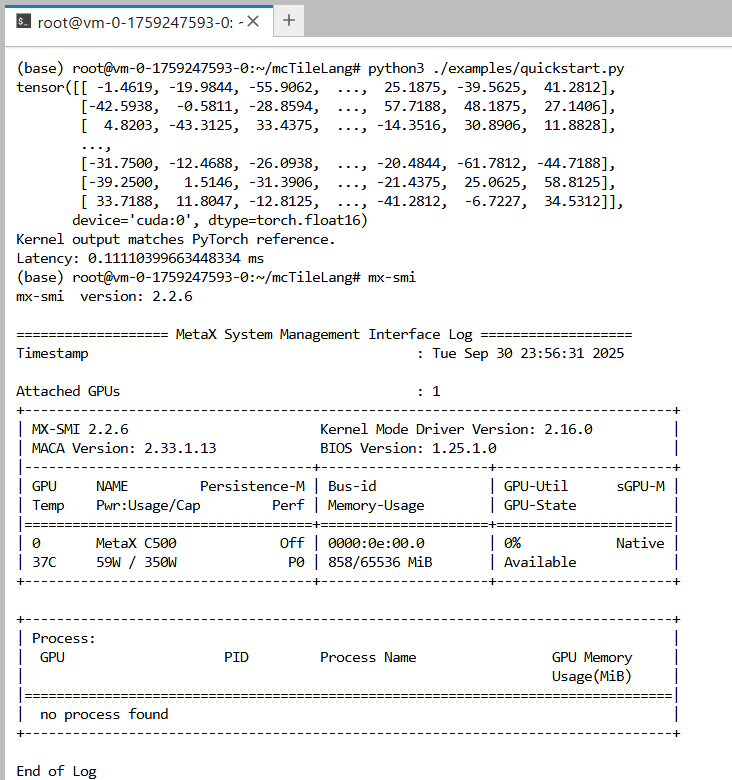 root@vm-0-1759247593-0: ~
(base) root@vm-0-1759247593-0:~/mcTileLang# python3 ./examples/quickstart.py
tensor([[ -1.4619, -19.9844, -55.9062,  ...,  25.1875, -39.5625,  41.2812],
        [-42.5938,  -0.5811, -28.8594,  ...,  57.7188,  48.1875,  27.1406],
        [  4.8203, -43.3125,  33.4375,  ..., -14.3516,  30.8906,  11.8828],
        ...,
        [-31.7500, -12.4688, -26.0938,  ..., -20.4844, -61.7812, -44.7188],
        [-39.2500,   1.5146, -31.3906,  ..., -21.4375,  25.0625,  58.8125],
        [ 33.7188,  11.8047, -12.8125,  ..., -41.2812,  -6.7227,  34.5312]],
       device='cuda:0', dtype=torch.float16)
Kernel output matches PyTorch reference.
Latency: 0.11110399663448334 ms
(base) root@vm-0-1759247593-0:~/mcTileLang# mx-smi
mx-smi  version: 2.2.6
=================== MetaX System Management Interface Log ===================
Timestamp                                         : Tue Sep 30 23:56:31 2025
Attached GPUs                                     : 1
+---------------------------------------------------------------------------------+
| MX-SMI 2.2.6                        Kernel Mode Driver Version: 2.16.0          |
| MACA Version: 2.33.1.13             BIOS Version: 1.25.1.0                      |
|------------------------------------+---------------------+----------------------+
| GPU     NAME         Persistence-M | Bus-id              | GPU-Util      sGPU-M |
| Temp    Pwr:Usage/Cap         Perf | Memory-Usage        | GPU-State            |
|====================================+=====================+======================|
| 0       MetaX C500             Off | 0000:0e:00.0        | 0%            Native |
| 37C     59W / 350W              P0 | 858/65536 MiB       | Available            |
+------------------------------------+---------------------+----------------------+
+---------------------------------------------------------------------------------+
| Process:                                                                        |
|  GPU                    PID         Process Name                 GPU Memory     |
|                                                                  Usage(MiB)     |
|=================================================================================|
|  no process found                                                               |
+---------------------------------------------------------------------------------+
End of Log